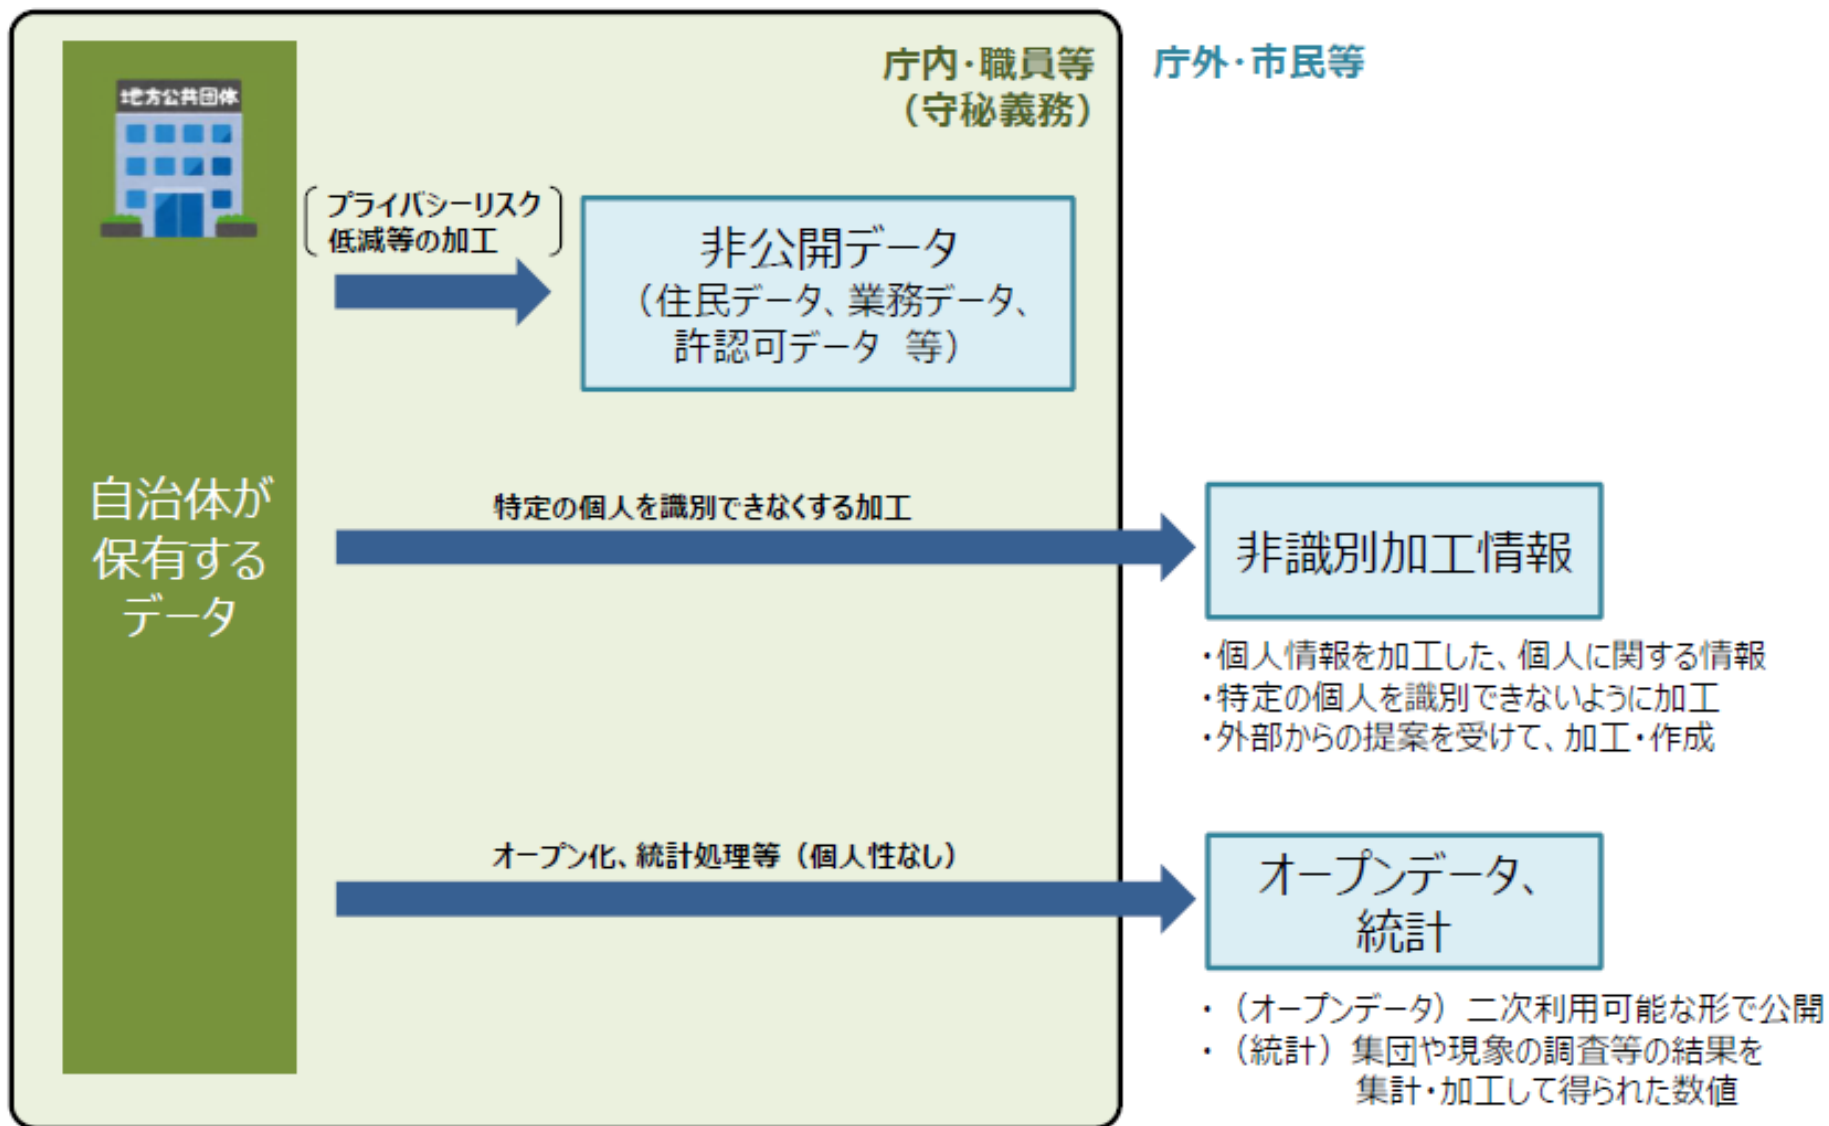 庁内・職員等
（守秘義務）
庁外・市民等
地方公共団体
自治体が
保有する
データ
プライバシーリスク
低減等の加工
非公開データ
（住民データ、業務データ、
許認可データ 等）
特定の個人を識別できなくする加工
非識別加工情報
・個人情報を加工した、個人に関する情報
・特定の個人を識別できないように加工
・外部からの提案を受けて、加工・作成
オープン化、統計処理等（個人性なし）
オープンデータ、
統計
・（オープンデータ）二次利用可能な形で公開
・（統計）集団や現象の調査等の結果を
集計・加工して得られた数値